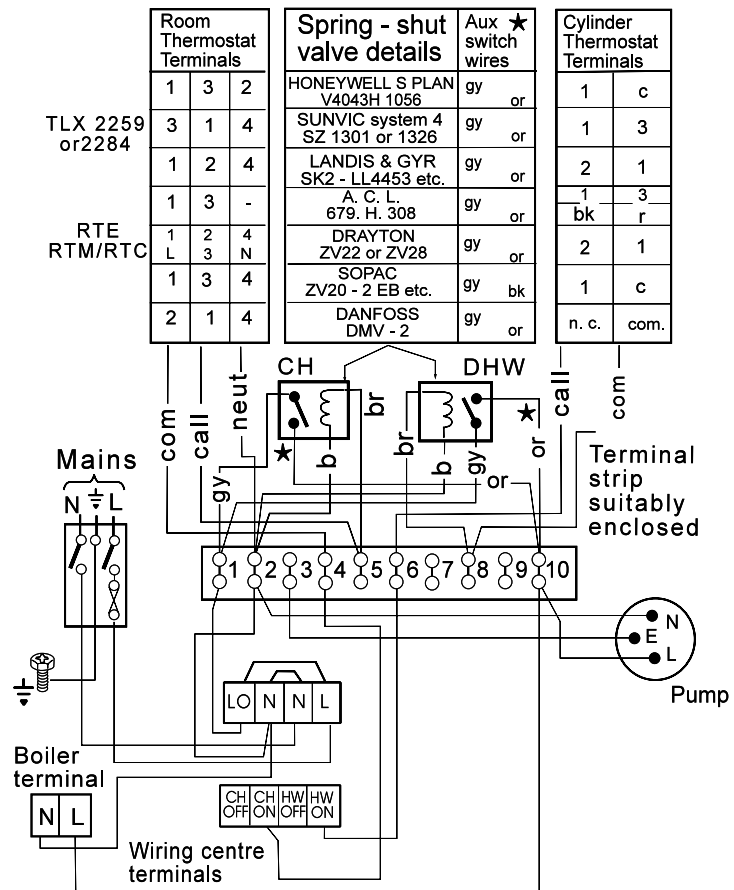 Room Thermostat Terminals
Spring - shut valve details
Aux ★ switch wires
Cylinder Thermostat Terminals
1 3 2 HONEYWELL S PLAN V4043H 1056 gy or 1 c
TLX 2259 or2284
3 1 4 SUNVIC system 4 SZ 1301 or 1326 gy or 1 3
1 2 4 LANDIS & GYR SK2 - LL4453 etc. gy or 2 1
1 3 - A. C. L. 679. H. 308 gy or 1 3 bk r
RTE RTM/RTC
1 2 4 DRAYTON gy 2 1
L 3 N ZV22 or ZV28 or
1 3 4 SOPAC ZV20 - 2 EB etc. gy bk 1 c
2 1 4 DANFOSS DMV - 2 gy or n. c. com.
CH DHW
com call neut gy b br br b gy or or call com
★ ★
Mains
N L
Terminal strip suitably enclosed
1 2 3 4 5 6 7 8 9 10
N
E
L
Pump
LO N N L
Boiler terminal
N L
CH OFF CH ON HW OFF HW ON
Wiring centre terminals